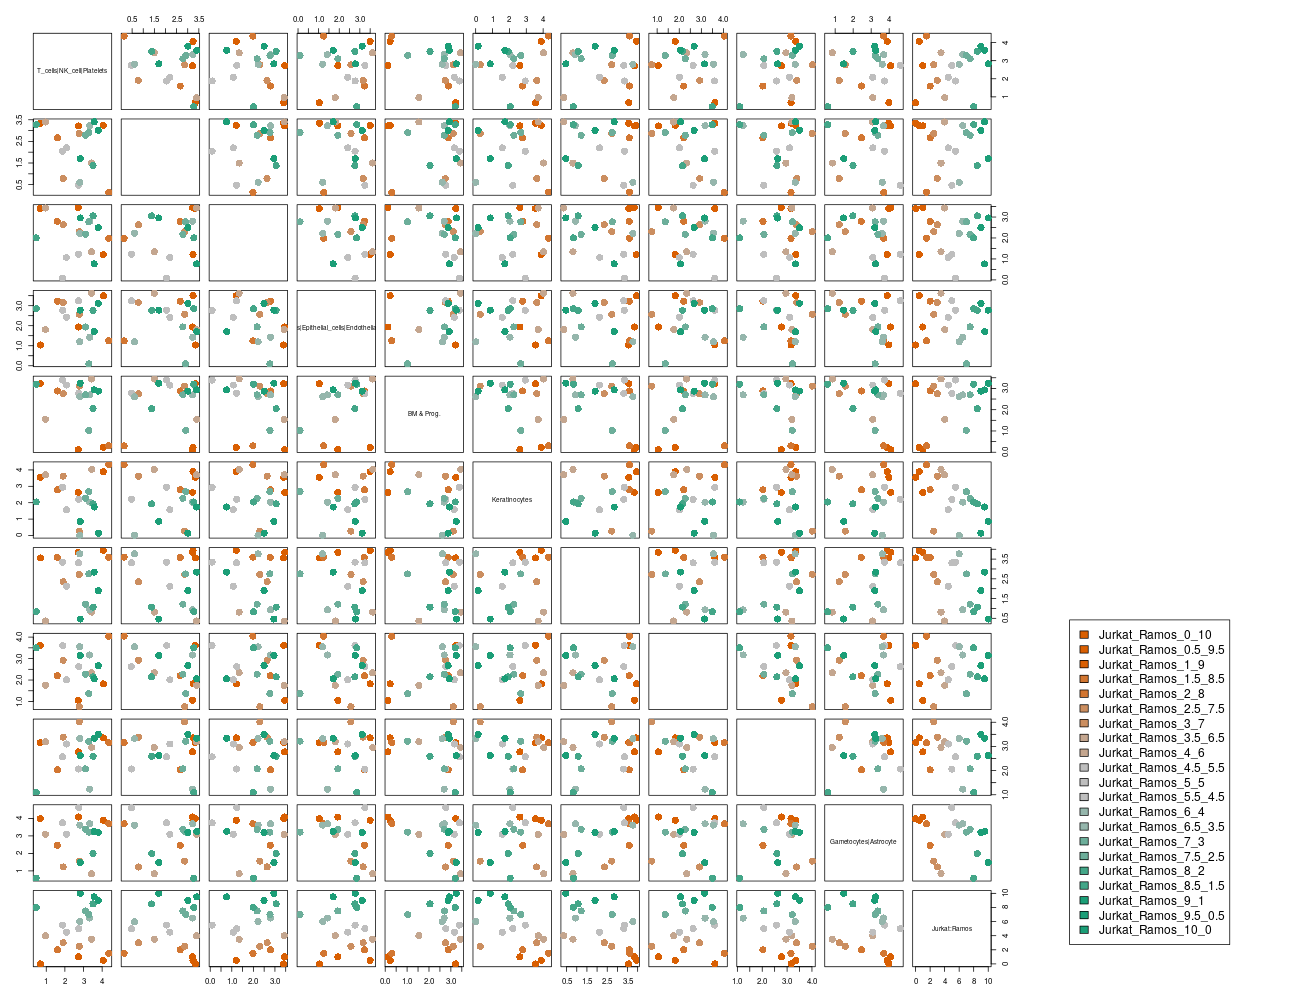 0.5 1.5 2.5 3.5
0.0 1.0 2.0 3.0
0 1 2 3 4
1.0 2.0 3.0 4.0
1 2 3 4
T_cells|NK_cell|Platelets
1 2 3 4
0.5 1.5 2.5 3.5
0.0 1.0 2.0 3.0
s|Epithelial_cells|Endothelia
0.0 1.0 2.0 3.0
BM & Prog.
0.0 1.0 2.0 3.0
Keratinocytes
0 1 2 3 4
0.5 1.5 2.5 3.5
1.0 2.0 3.0 4.0
1.0 2.0 3.0 4.0
Gametocytes|Astrocyte
1 2 3 4
Jurkat:Ramos
0 2 4 6 8 10
1 2 3 4
0.0 1.0 2.0 3.0
0.0 1.0 2.0 3.0
0.5 1.5 2.5 3.5
1.0 2.0 3.0 4.0
0 2 4 6 8 10
Jurkat_Ramos_0_10
Jurkat_Ramos_0.5_9.5
Jurkat_Ramos_1_9
Jurkat_Ramos_1.5_8.5
Jurkat_Ramos_2_8
Jurkat_Ramos_2.5_7.5
Jurkat_Ramos_3_7
Jurkat_Ramos_3.5_6.5
Jurkat_Ramos_4_6
Jurkat_Ramos_4.5_5.5
Jurkat_Ramos_5_5
Jurkat_Ramos_5.5_4.5
Jurkat_Ramos_6_4
Jurkat_Ramos_6.5_3.5
Jurkat_Ramos_7_3
Jurkat_Ramos_7.5_2.5
Jurkat_Ramos_8_2
Jurkat_Ramos_8.5_1.5
Jurkat_Ramos_9_1
Jurkat_Ramos_9.5_0.5
Jurkat_Ramos_10_0